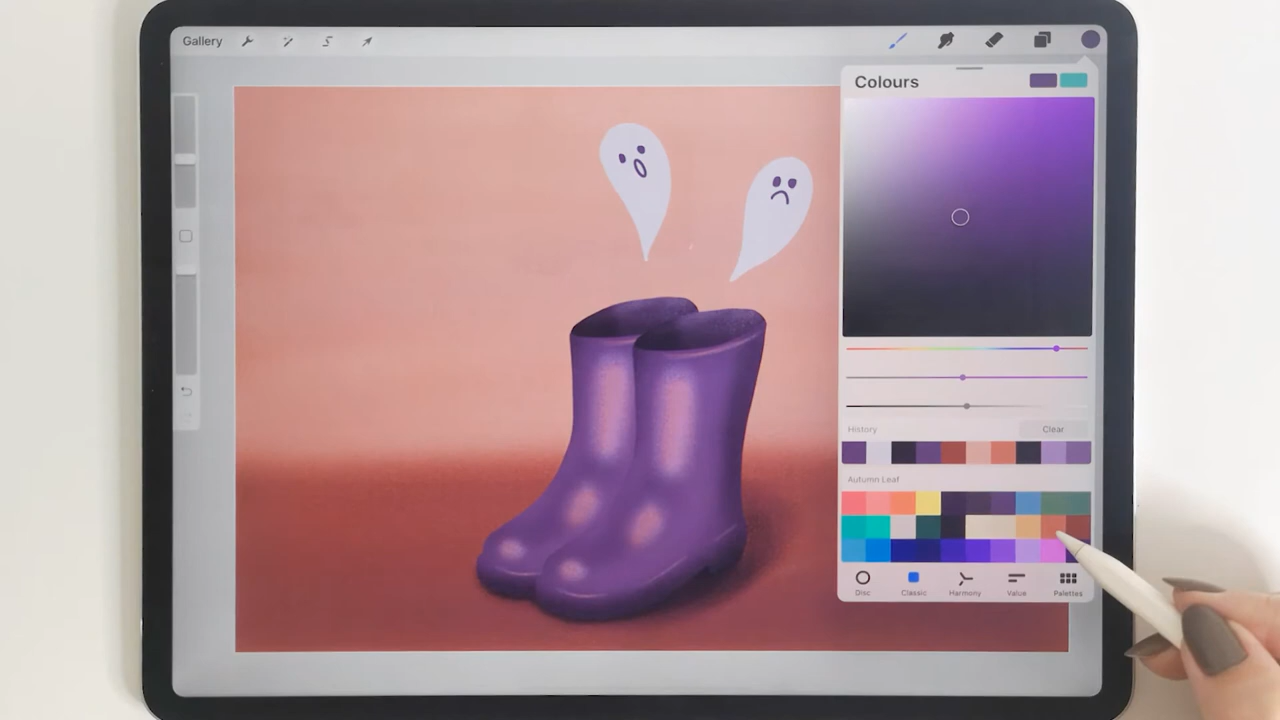 Gallery
Colours
History
Clear
Autumn Leaf
Disc
Classic
Harmony
Value
Palettes